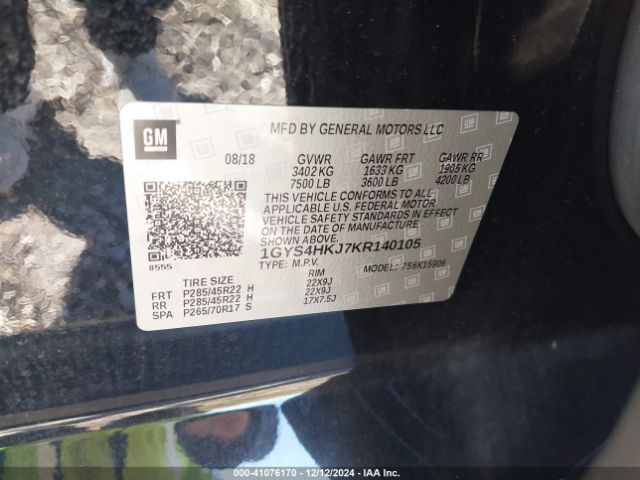 GM
MFD BY GENERAL MOTORS LLC
08/18 GVWR GAWR FRT GAWR RR
3402 KG 1633 KG 1905 KG
7500 LB 3600 LB 4200 LB
THIS VEHICLE CONFORMS TO ALL
APPLICABLE U.S. FEDERAL MOTOR
VEHICLE SAFETY STANDARDS IN EFFECT
ON THE DATE OF MANUFACTURE
SHOWN ABOVE.
1GYS4HKJ7KR140105
8555 TYPE: M.P.V. MODEL: 756K15906
TIRE SIZE RIM
FRT P285/45R22 H 22X9J
RR P285/45R22 H 22X9J
SPA P265/70R17 S 17X7.5J
000-41076170 • 12/12/2024 - IAA Inc.